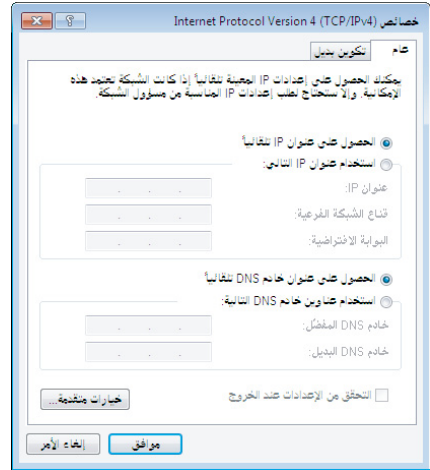 خصائص Internet Protocol Version 4 (TCP/IPv4)
عام
تكوين بديل
يمكنك الحصول على إعدادات IP المعينة تلقائياً إذا كانت الشبكة تعتمد هذه
الإمكانية. وإلا ستحتاج لطلب إعدادات IP المناسبة من مسؤول الشبكة.
الحصول على عنوان IP تلقائياً
استخدام عنوان IP التالي:
عنوان IP:
قناع الشبكة الفرعية:
البوابة الافتراضية:
الحصول على عنوان خادم DNS تلقائياً
استخدام عناوين خادم DNS التالية:
خادم DNS المفضّل:
خادم DNS البديل:
التحقق من الإعدادات عند الخروج
خيارات متقدمة...
موافق
إلغاء الأمر